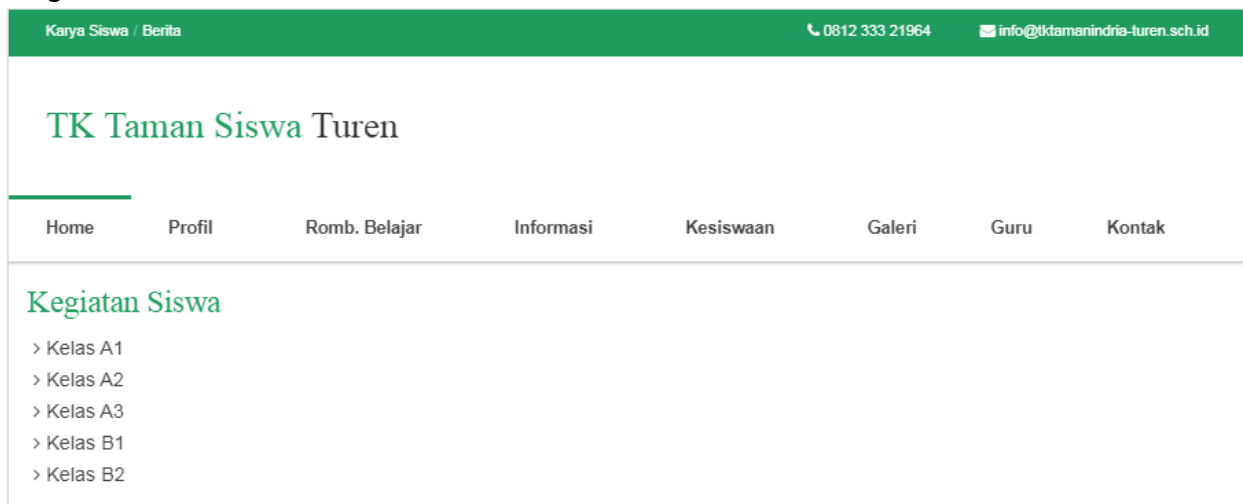 Karya Siswa / Berita 0812 333 21964 info@tktamanindria-turen.sch.id
TK Taman Siswa Turen
Home Profil Romb. Belajar Informasi Kesiswaan Galeri Guru Kontak
Kegiatan Siswa
> Kelas A1
> Kelas A2
> Kelas A3
> Kelas B1
> Kelas B2